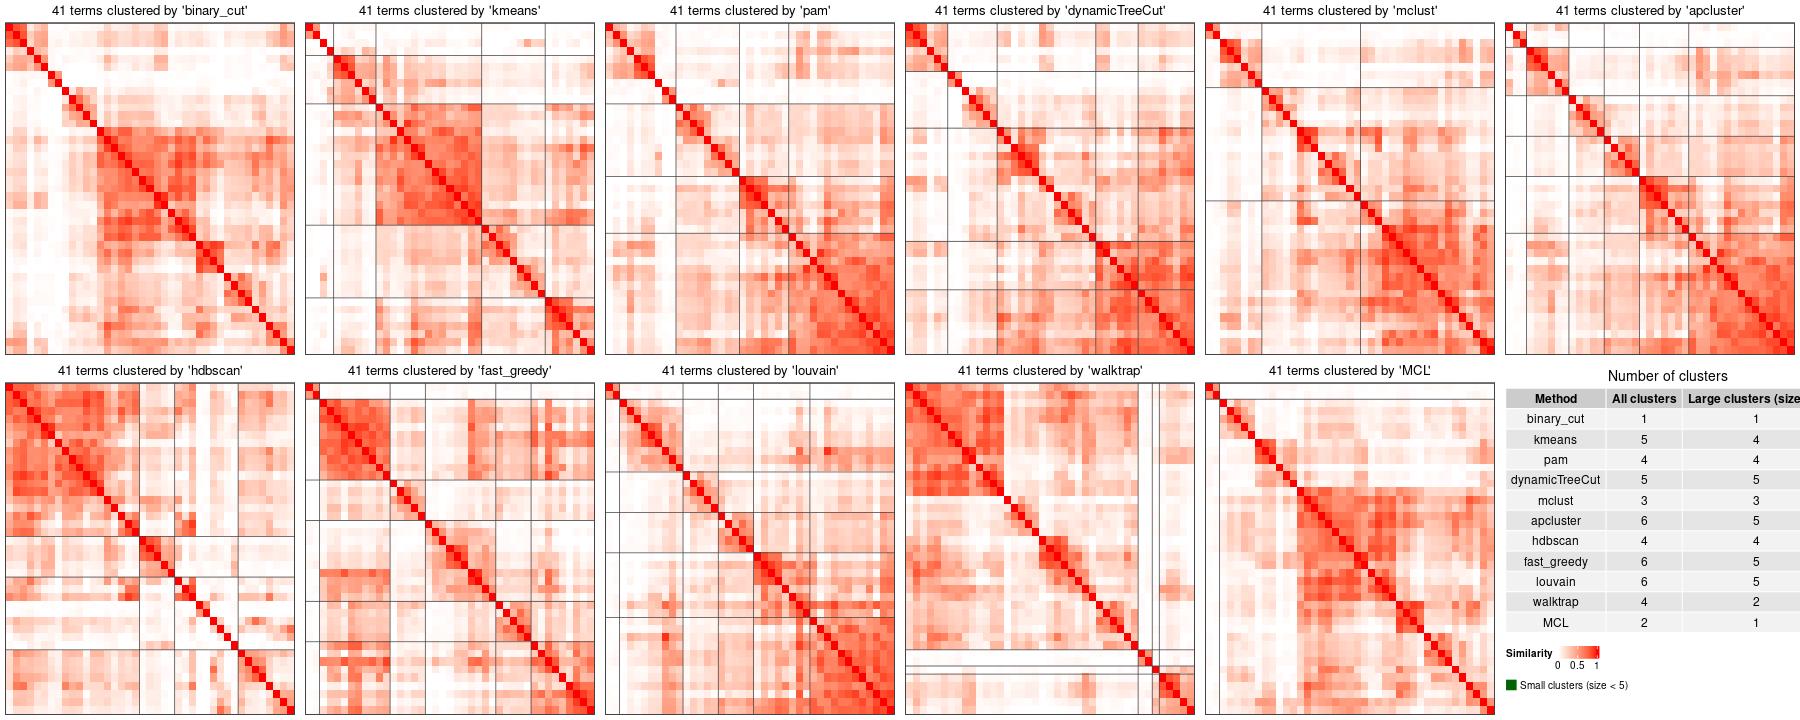 41 terms clustered by 'binary_cut'
41 terms clustered by 'kmeans'
41 terms clustered by 'pam'
41 terms clustered by 'dynamicTreeCut'
41 terms clustered by 'mclust'
41 terms clustered by 'apcluster'
41 terms clustered by 'hdbscan'
41 terms clustered by 'fast_greedy'
41 terms clustered by 'louvain'
41 terms clustered by 'walktrap'
41 terms clustered by 'MCL'
Number of clusters
Method All clusters Large clusters (size
binary_cut 1 1
kmeans 5 4
pam 4 4
dynamicTreeCut 5 5
mclust 3 3
apcluster 6 5
hdbscan 4 4
fast_greedy 6 5
louvain 6 5
walktrap 4 2
MCL 2 1
Similarity
0 0.5 1
Small clusters (size < 5)